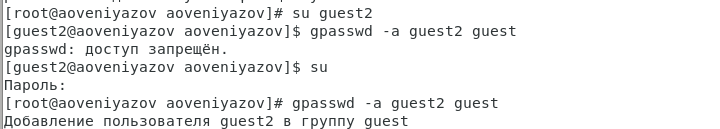 [root@aoveniyazov aoveniyazov]# su guest2
[guest2@aoveniyazov aoveniyazov]$ gpasswd -a guest2 guest
gpasswd: доступ запрещён.
[guest2@aoveniyazov aoveniyazov]$ su
Пароль:
[root@aoveniyazov aoveniyazov]# gpasswd -a guest2 guest
Добавление пользователя guest2 в группу guest